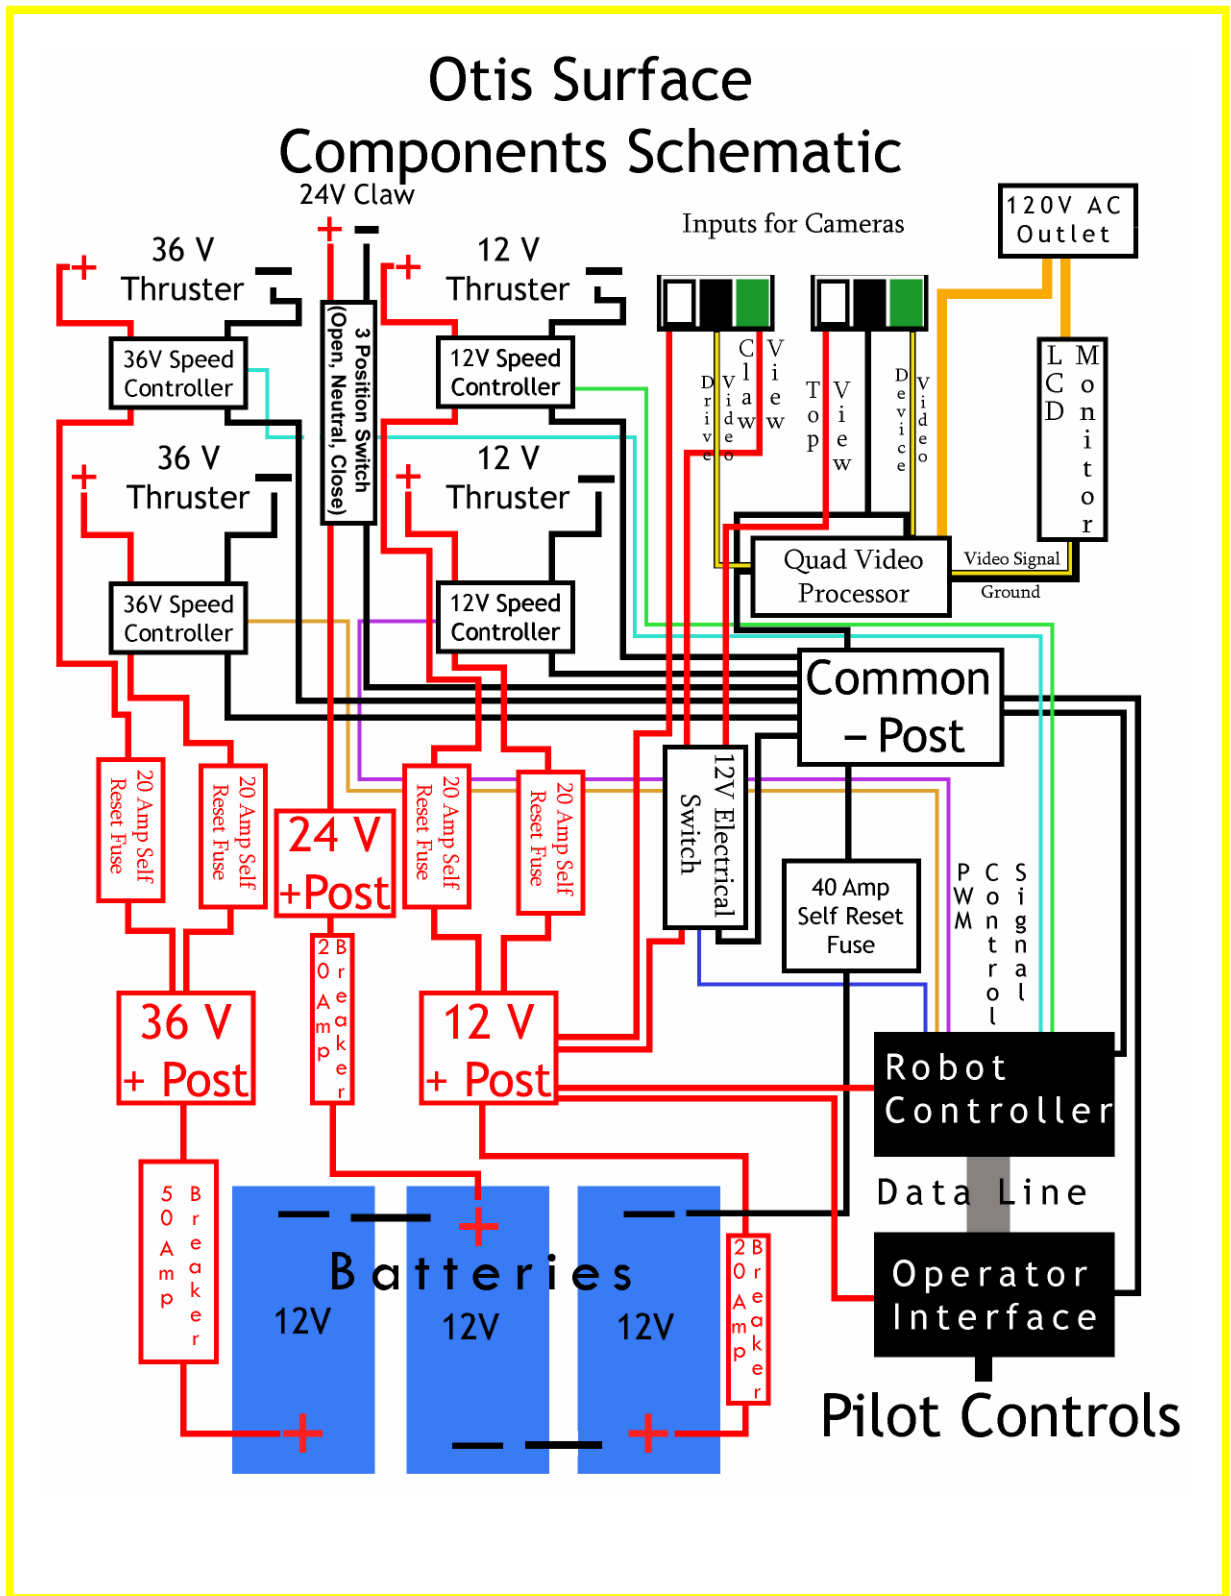 Otis Surface
Components Schematic
24V Claw
+ –
36 V
Thruster
+ –
12 V
Thruster
+ –
Inputs for Cameras
120V AC
Outlet
36V Speed
Controller
3 Position Switch
(Open, Neutral, Close)
12V Speed
Controller
Drive
Video
Claw
View
Top
View
Device
Video
LCD
Monitor
36 V
Thruster
+ –
12 V
Thruster
+ –
Quad Video
Processor
Video Signal
Ground
36V Speed
Controller
12V Speed
Controller
Common
– Post
20 Amp Self
Reset Fuse
20 Amp Self
Reset Fuse
24 V
+Post
20 Amp Self
Reset Fuse
20 Amp Self
Reset Fuse
12V Electrical
Switch
40 Amp
Self Reset
Fuse
PWM
Control
Signal
20 Amp
Breaker
36 V
+ Post
12 V
+ Post
Robot
Controller
50 Amp
Breaker
Data Line
– – +
–
Batteries
12V
12V
12V
20 Amp
Breaker
Operator
Interface
+ – – +
Pilot Controls